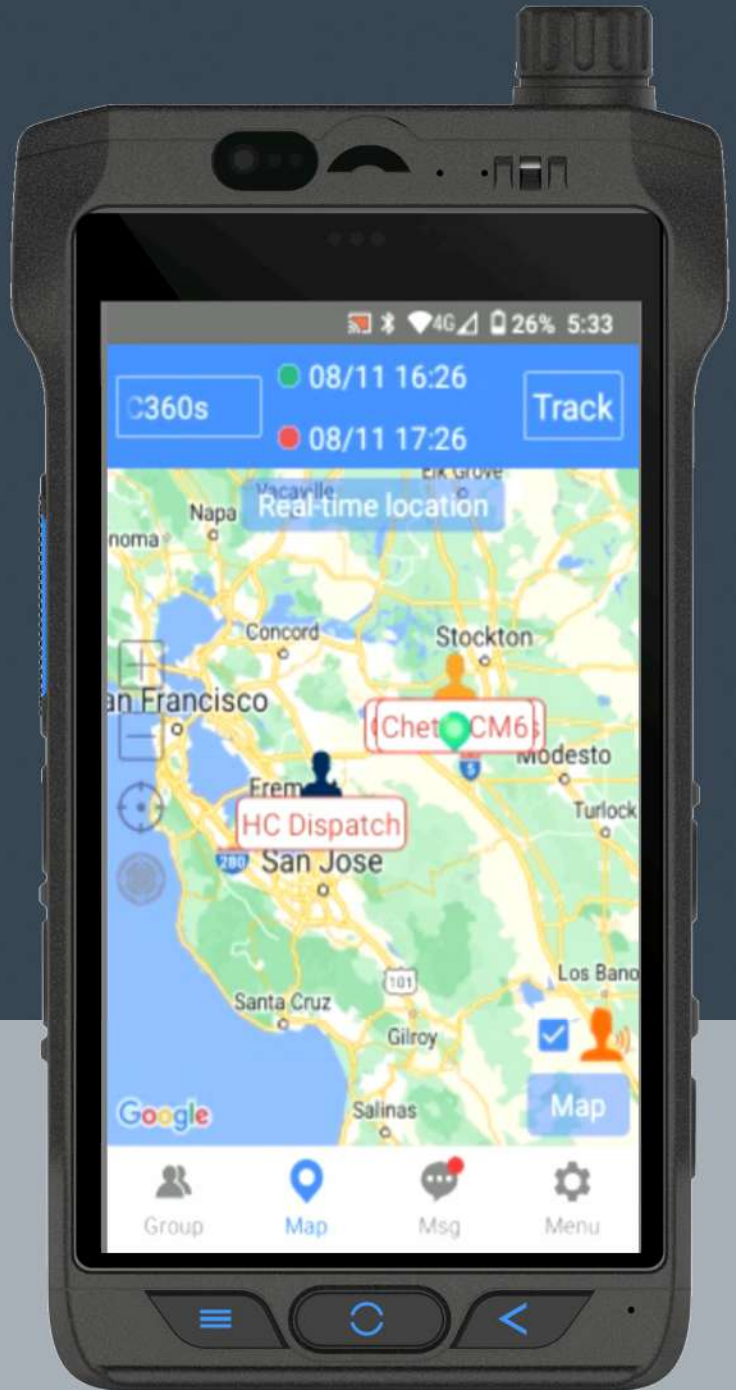 4G 26% 5:33
C360s
08/11 16:26
08/11 17:26
Track
Elk Grove
Vacaville
Real-time location
Napa
noma
Concord
Stockton
an Francisco
Chet CM6
Modesto
Frem
Turlock
HC Dispatch
280
San Jose
5
101
Los Bano
Santa Cruz
Gilroy
Google
Salinas
Map
Group
Map
Msg
Menu